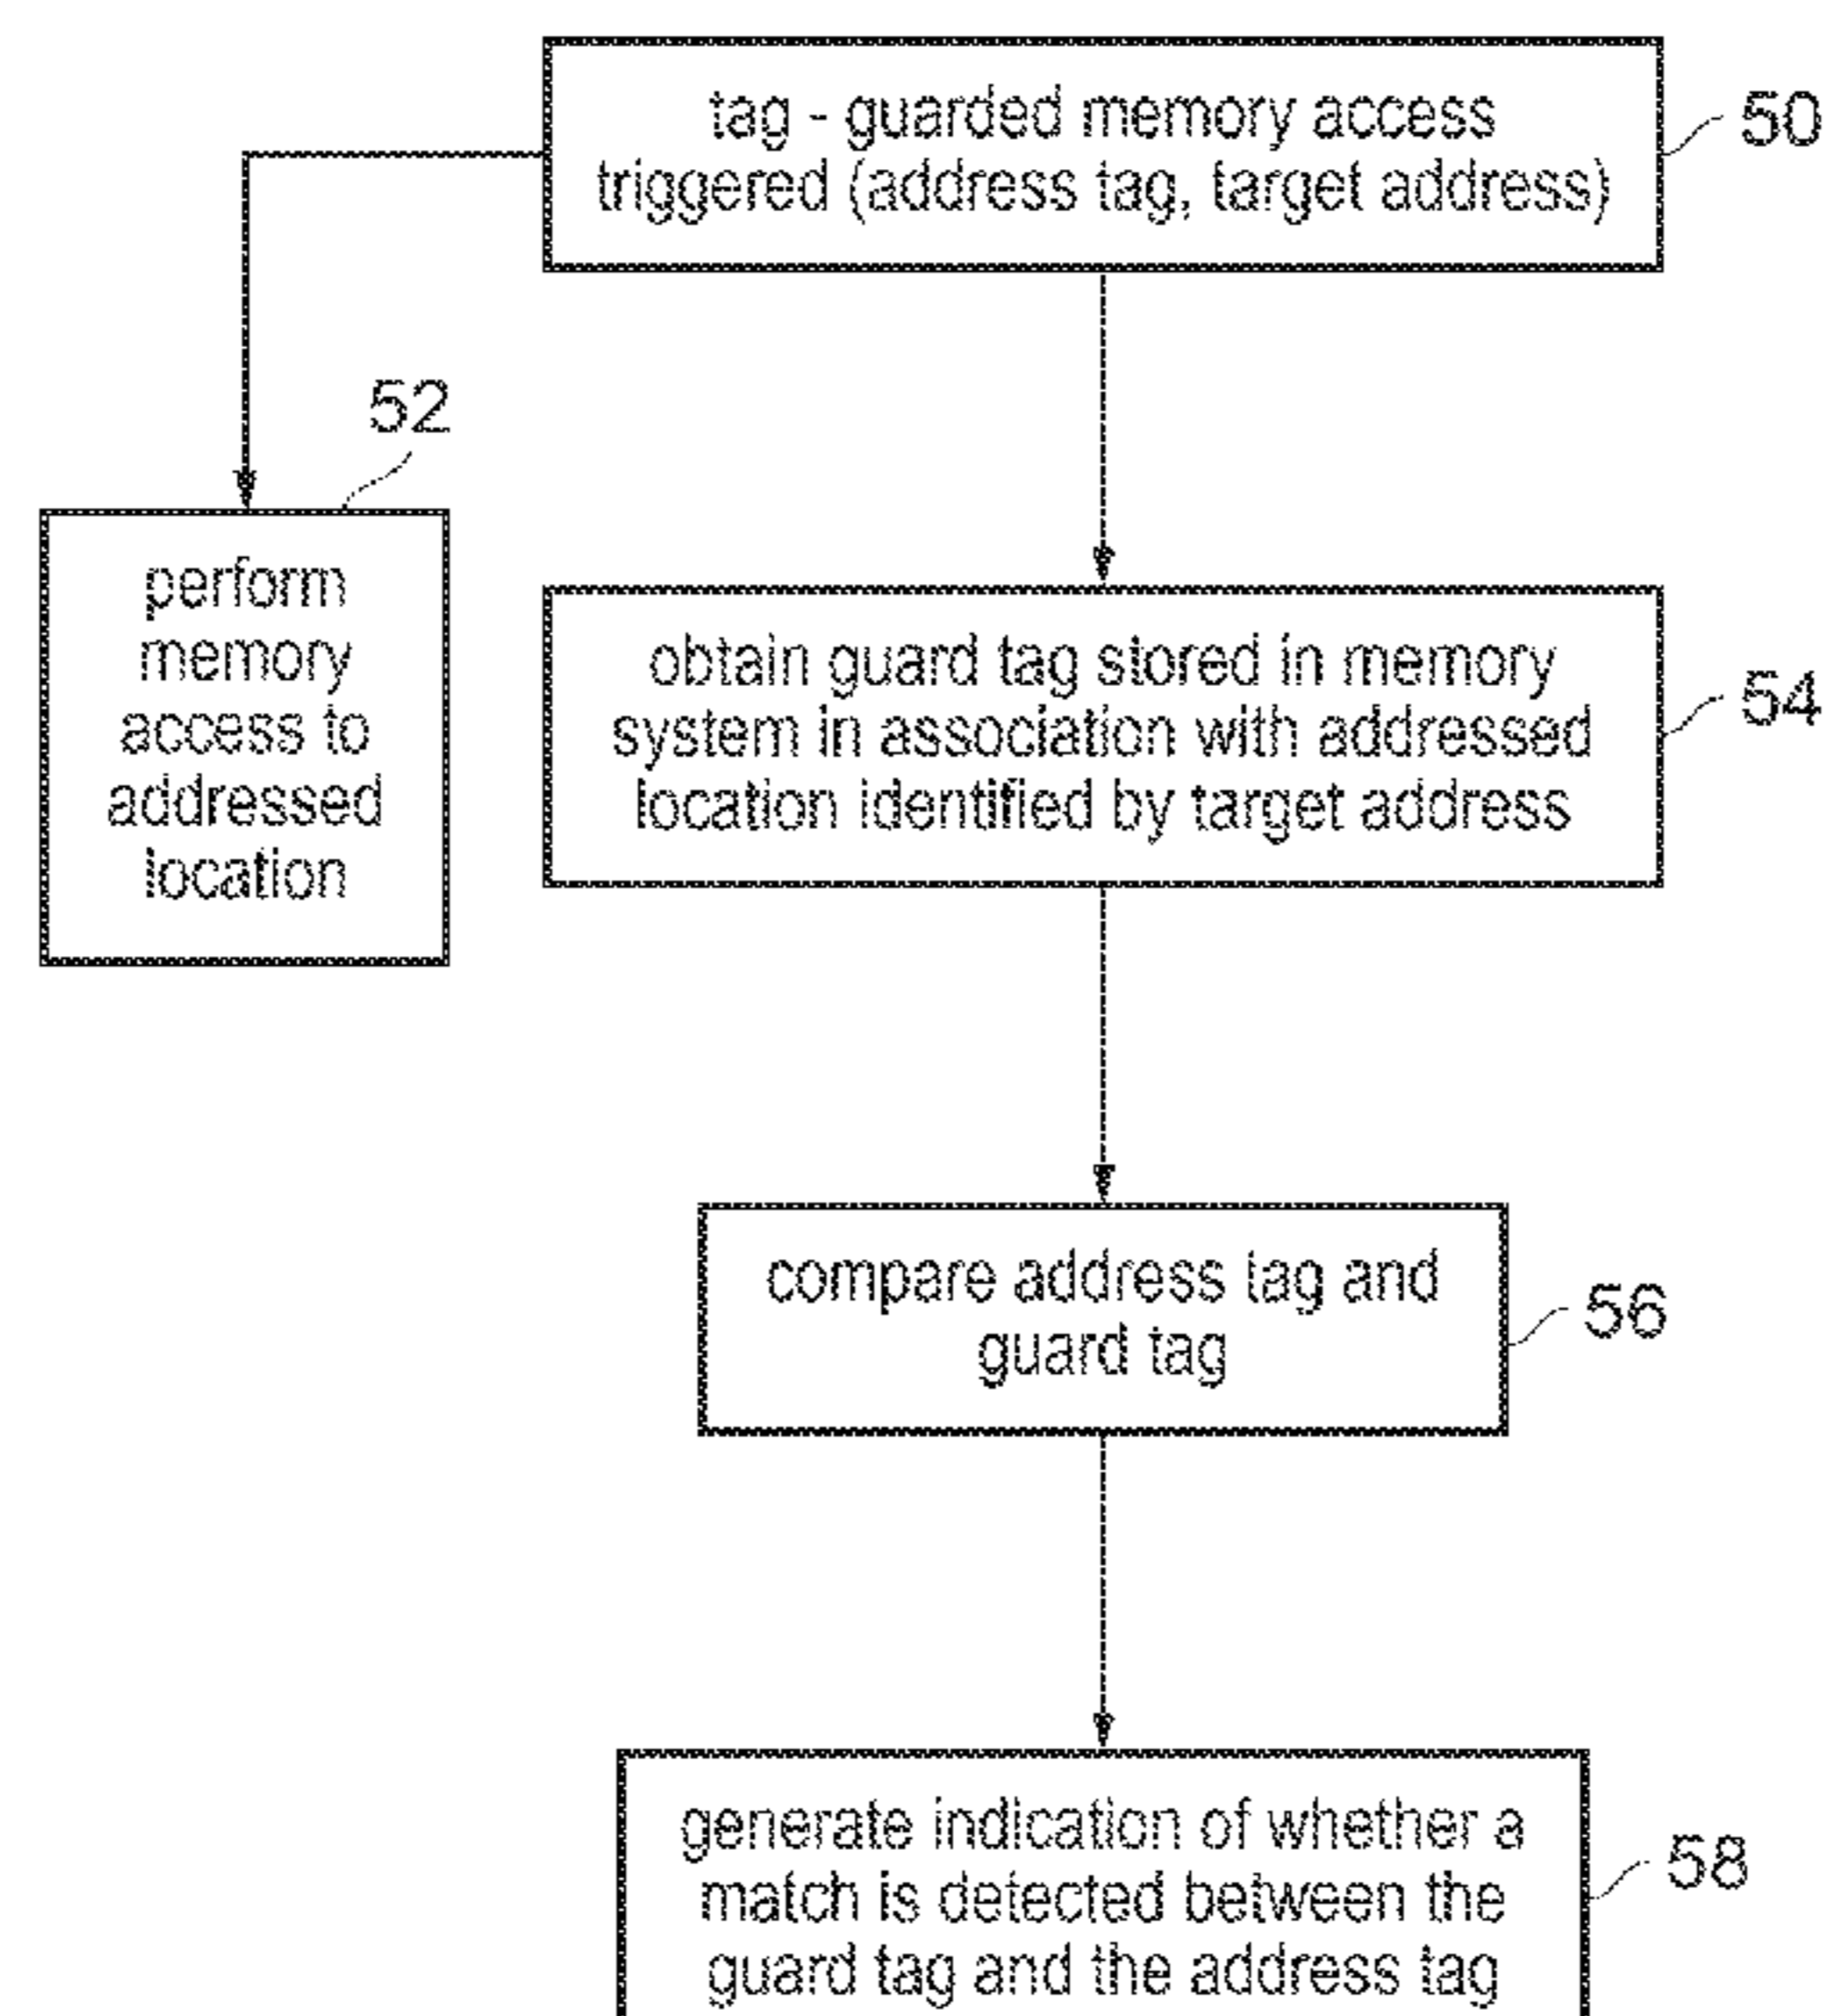 tag - guarded memory access
triggered (address tag, target address)
50
52
perform
memory
access to
addressed
location
obtain guard tag stored in memory
system in association with addressed
location identified by target address
54
compare address tag and
guard tag
56
generate indication of whether a
match is detected between the
guard tag and the address tag
58